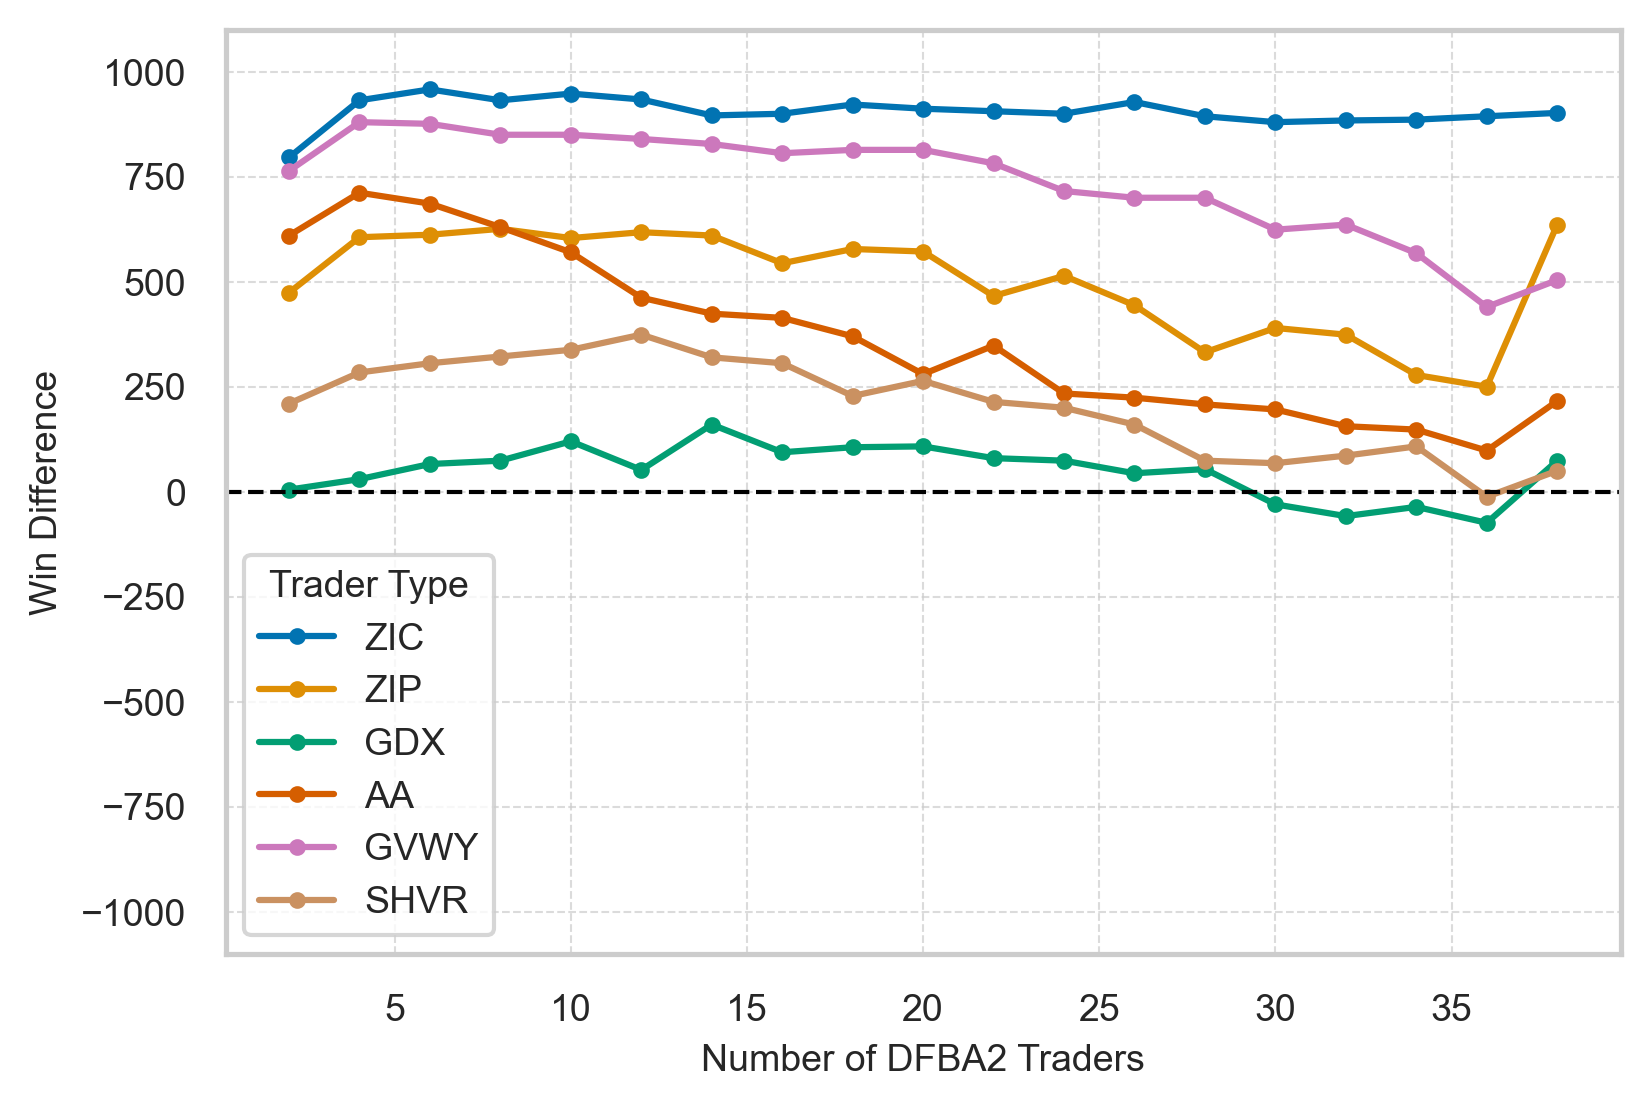 1000
750
500
250
0
−250
−500
−750
−1000
Win Difference
Trader Type
ZIC
ZIP
GDX
AA
GVWY
SHVR
5 10 15 20 25 30 35
Number of DFBA2 Traders